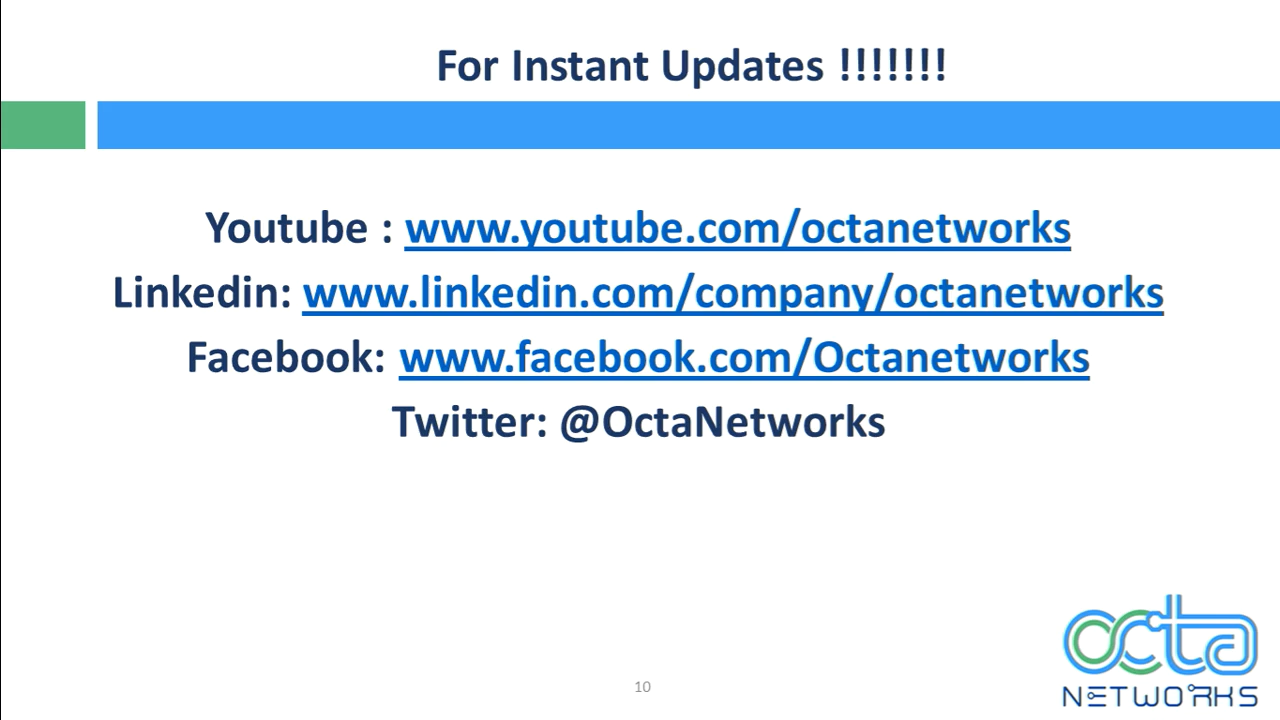 For Instant Updates !!!!!!!
Youtube : www.youtube.com/octanetworks
Linkedin: www.linkedin.com/company/octanetworks
Facebook: www.facebook.com/Octanetworks
Twitter: @OctaNetworks
octa
NETWORKS
10